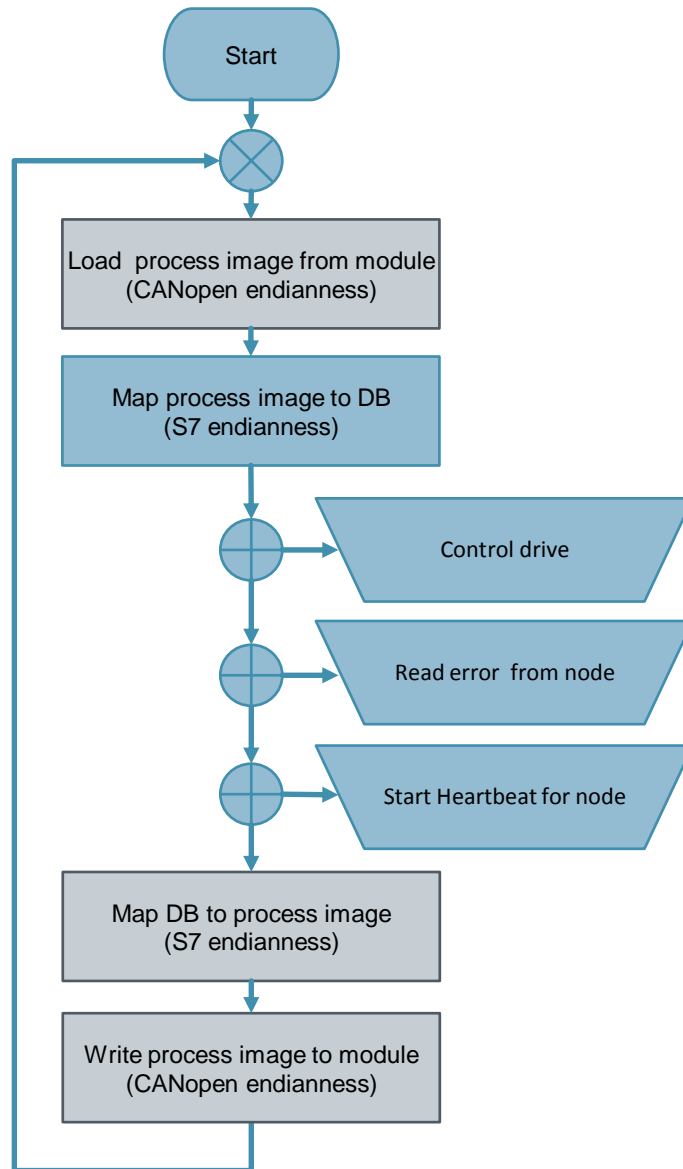 Start
Load process image from module
(CANopen endianness)
Map process image to DB
(S7 endianness)
Control drive
Read error from node
Start Heartbeat for node
Map DB to process image
(S7 endianness)
Write process image to module
(CANopen endianness)